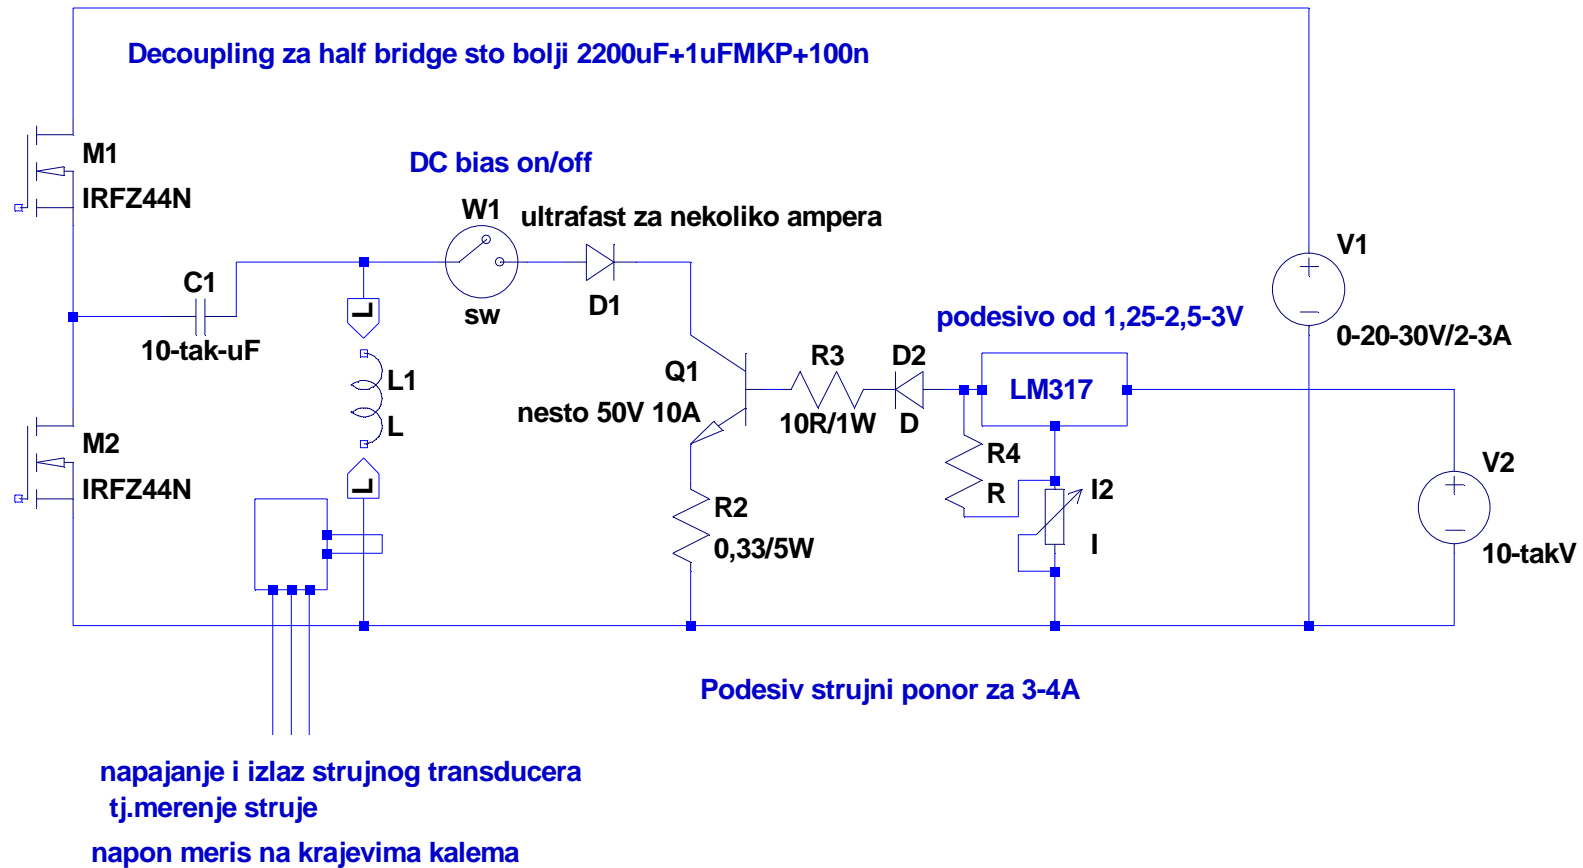 Decoupling za half bridge sto bolji 2200uF+1uFMKP+100n
M1
IRFZ44N
DC bias on/off
W1
ultrafast za nekoliko ampera
sw
D1
C1
10-tak-uF
L
L1
L
L
M2
IRFZ44N
Q1
nesto 50V 10A
R2
0,33/5W
R3
10R/1W
D2
D
podesivo od 1,25-2,5-3V
LM317
R4
R
I2
I
V1
0-20-30V/2-3A
V2
10-takV
Podesiv strujni ponor za 3-4A
napajanje i izlaz strujnog transducera
tj.merenje struje
napon meris na krajevima kalema